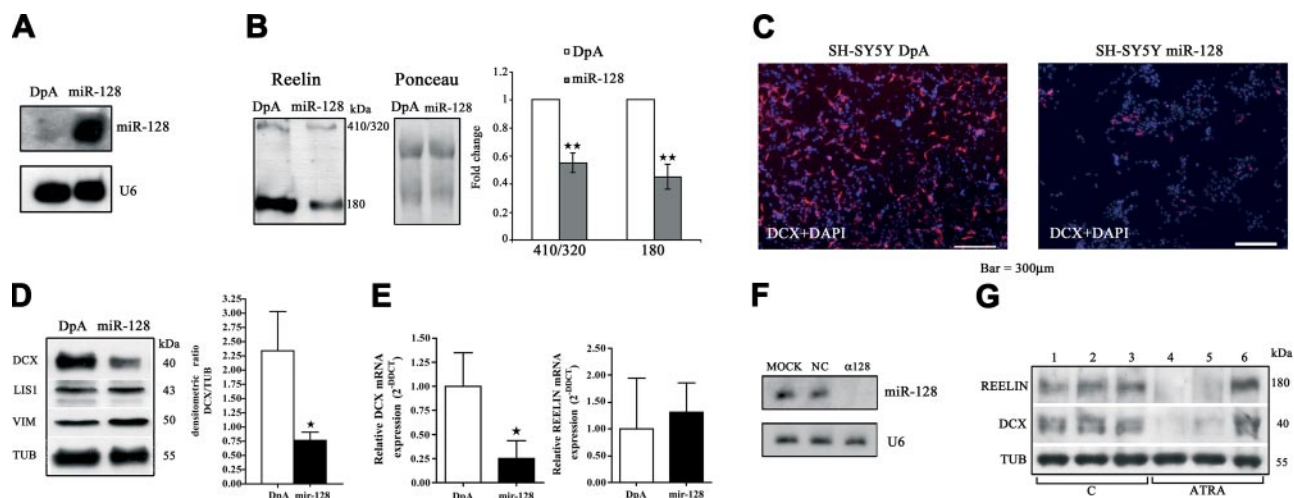 A
DpA miR-128
miR-128
U6
B
Reelin
DpA miR-128 kDa
410/320
180
Ponceau
DpA miR-128
DpA
miR-128
Fold change
1.2
1
0.8
0.6
0.4
0.2
0
★★
★★
410/320 180
C
SH-SY5Y DpA
SH-SY5Y miR-128
DCX+DAPI
DCX+DAPI
Bar = 300µm
D
DpA miR-128
kDa
DCX 40
LIS1 43
VIM 50
TUB 55
densitometric ratio
DCX/TUB
3.25
3.00
2.75
2.50
2.25
2.00
1.75
1.50
1.25
1.00
0.75
0.50
0.25
0.00
★
DpA mir-128
E
Relative DCX mRNA
expression (2-DDCT)
1.50
1.25
1.00
0.75
0.50
0.25
0.00
★
DpA mir-128
Relative REELIN mRNA
expression (2-DDCT)
2.0
1.5
1.0
0.5
0.0
DpA miR-128
F
MOCK NC α128
miR-128
U6
G
1 2 3 4 5 6 kDa
REELIN 180
DCX 40
TUB 55
C ATRA